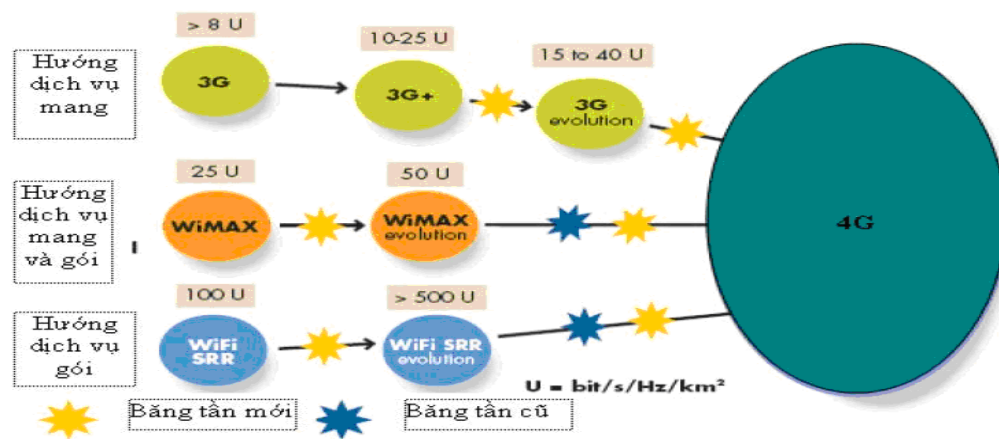 > 8 U
10-25 U
15 to 40 U
Hướng
dịch vụ
mang
3G
3G+
3G
evolution
25 U
50 U
Hướng
dịch vụ
mang
và gói
WiMAX
WiMAX
evolution
4G
100 U
> 500 U
Hướng
dịch vụ
gói
WiFi
SRR
WiFi SRR
evolution
U = bit/s/Hz/km²
Băng tần mới
Băng tần cũ